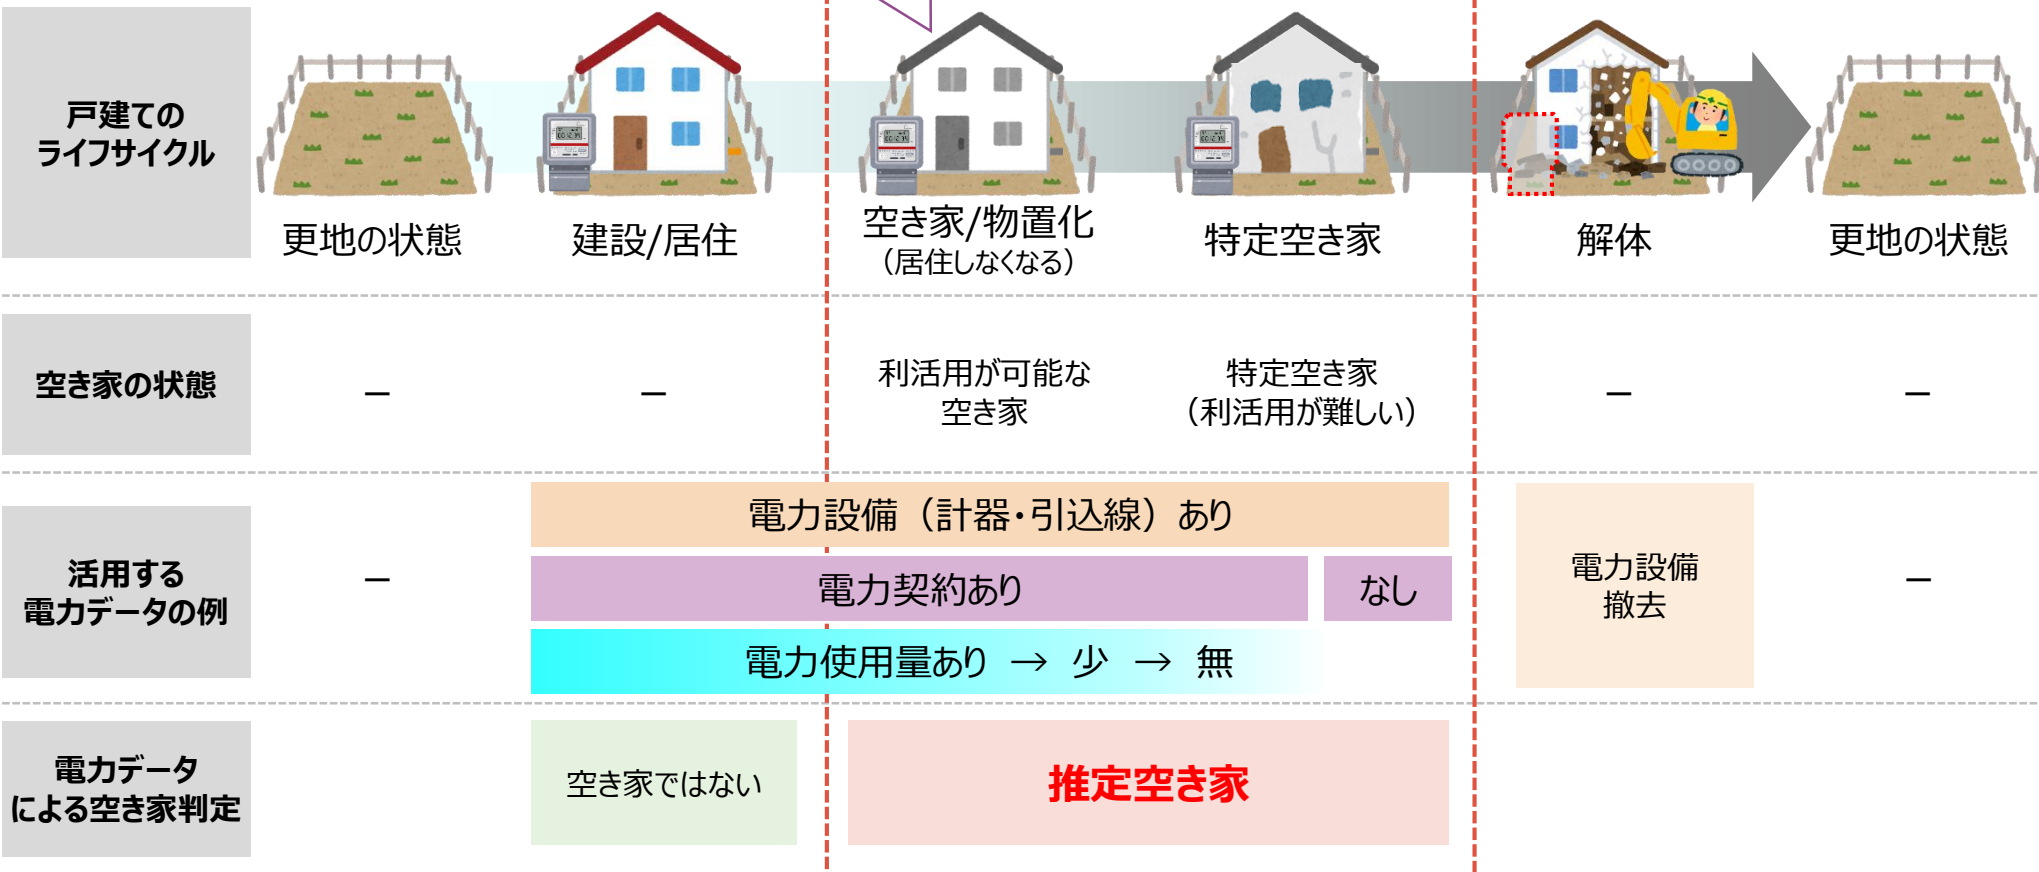 戸建ての
ライフサイクル
更地の状態
建設/居住
空き家/物置化
（居住しなくなる）
特定空き家
解体
更地の状態
空き家の状態
－
－
利活用が可能な
空き家
特定空き家
（利活用が難しい）
－
－
活用する
電力データの例
－
電力設備（計器・引込線）あり
電力契約あり
なし
電力使用量あり → 少 → 無
電力設備
撤去
－
電力データ
による空き家判定
空き家ではない
推定空き家